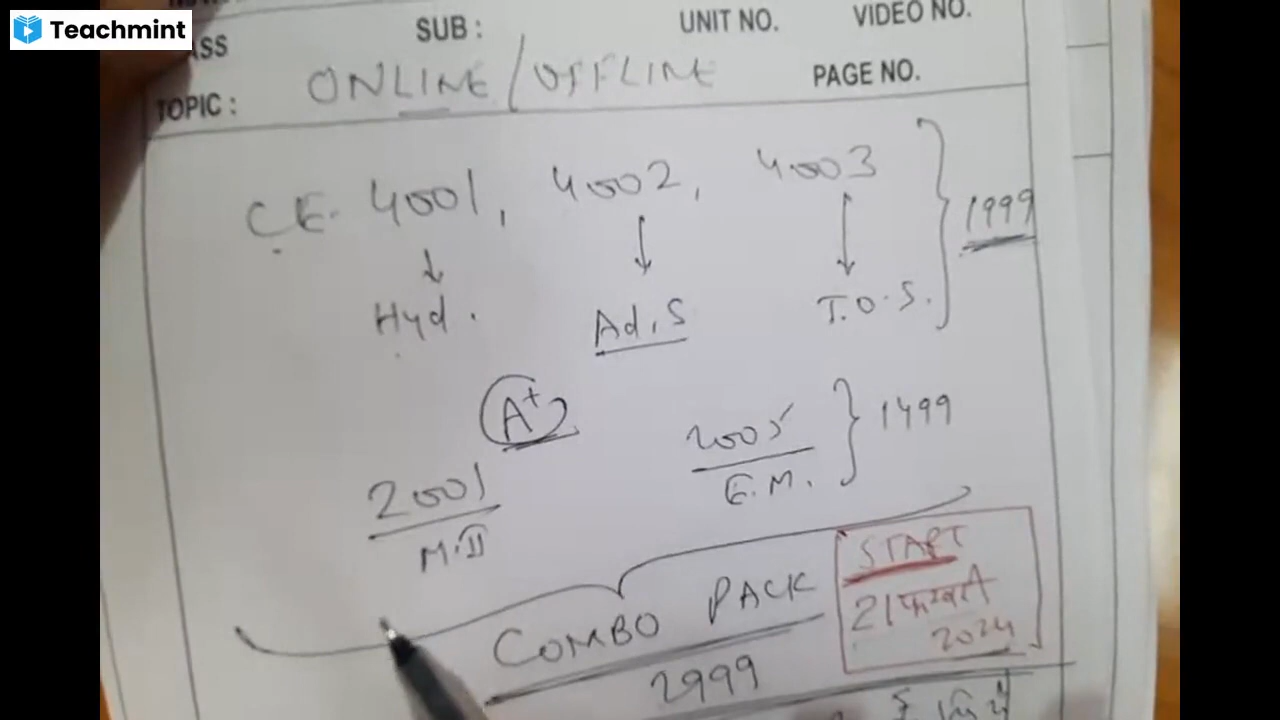 Teachmint
ASS
SUB :
UNIT NO.
VIDEO NO.
TOPIC :
ONLINE / OFFLINE
PAGE NO.
C.E. 4001, 4002, 4003
1999
Hyd. Ad.S T.O.S.
A+
2005
E.M.
1499
2001
M.II
COMBO PACK
2999
START
21 फरवरी
2024